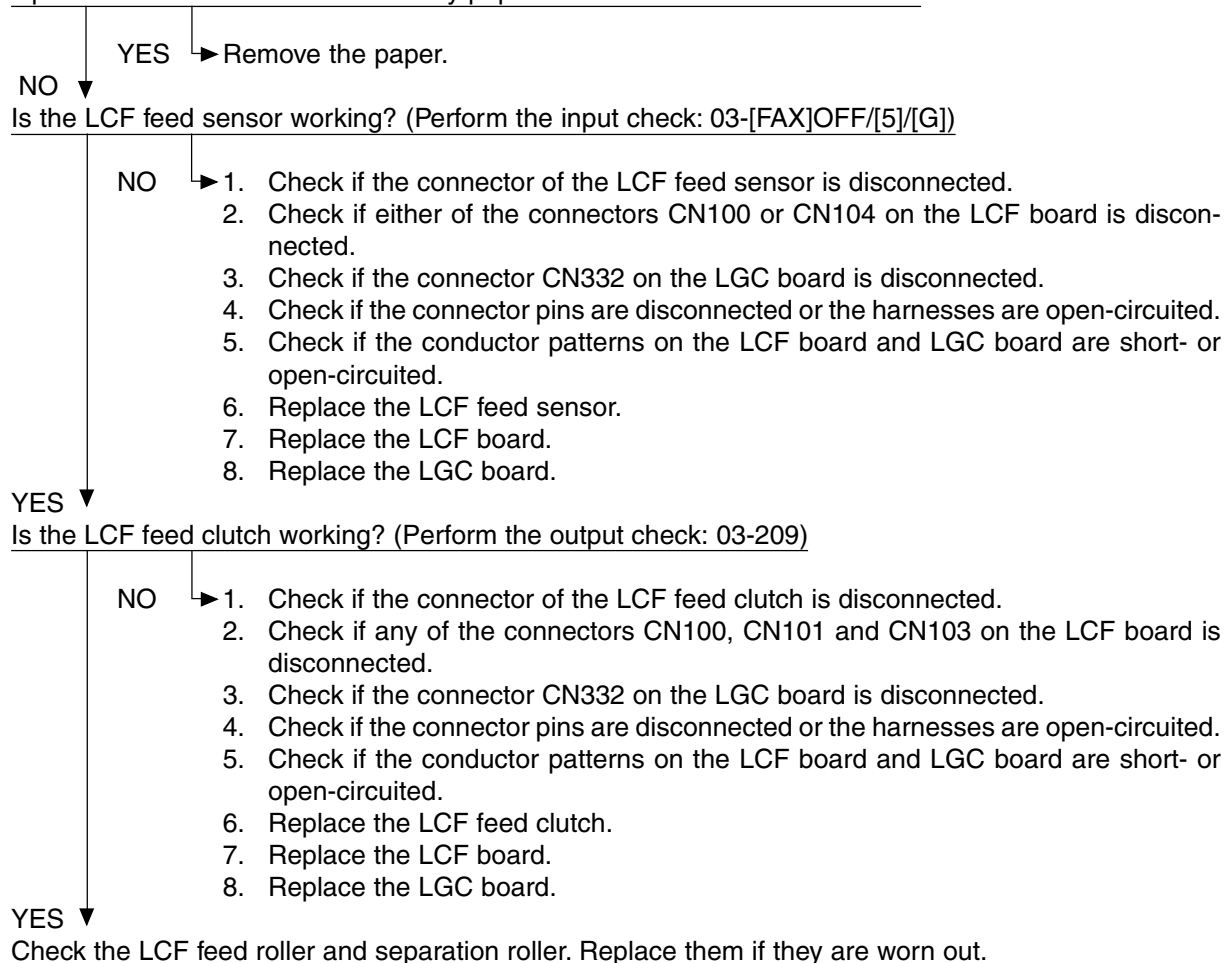 YES Remove the paper.
NO
Is the LCF feed sensor working? (Perform the input check: 03-[FAX]OFF/[5]/[G])
NO 1. Check if the connector of the LCF feed sensor is disconnected.
2. Check if either of the connectors CN100 or CN104 on the LCF board is discon-
nected.
3. Check if the connector CN332 on the LGC board is disconnected.
4. Check if the connector pins are disconnected or the harnesses are open-circuited.
5. Check if the conductor patterns on the LCF board and LGC board are short- or
open-circuited.
6. Replace the LCF feed sensor.
7. Replace the LCF board.
8. Replace the LGC board.
YES
Is the LCF feed clutch working? (Perform the output check: 03-209)
NO 1. Check if the connector of the LCF feed clutch is disconnected.
2. Check if any of the connectors CN100, CN101 and CN103 on the LCF board is
disconnected.
3. Check if the connector CN332 on the LGC board is disconnected.
4. Check if the connector pins are disconnected or the harnesses are open-circuited.
5. Check if the conductor patterns on the LCF board and LGC board are short- or
open-circuited.
6. Replace the LCF feed clutch.
7. Replace the LCF board.
8. Replace the LGC board.
YES
Check the LCF feed roller and separation roller. Replace them if they are worn out.